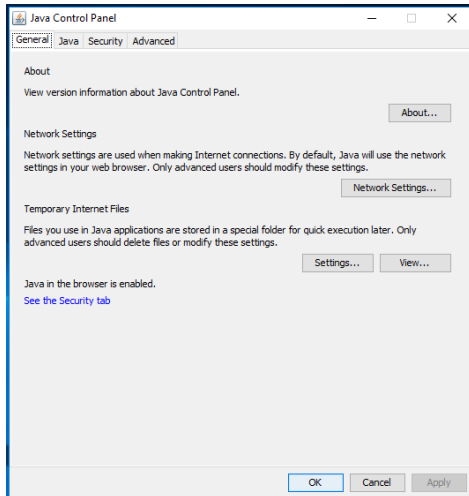 Java Control Panel
General Java Security Advanced
About
View version information about Java Control Panel.
About...
Network Settings
Network settings are used when making Internet connections. By default, Java will use the network
settings in your web browser. Only advanced users should modify these settings.
Network Settings...
Temporary Internet Files
Files you use in Java applications are stored in a special folder for quick execution later. Only
advanced users should delete files or modify these settings.
Settings... View...
Java in the browser is enabled.
See the Security tab
OK Cancel Apply